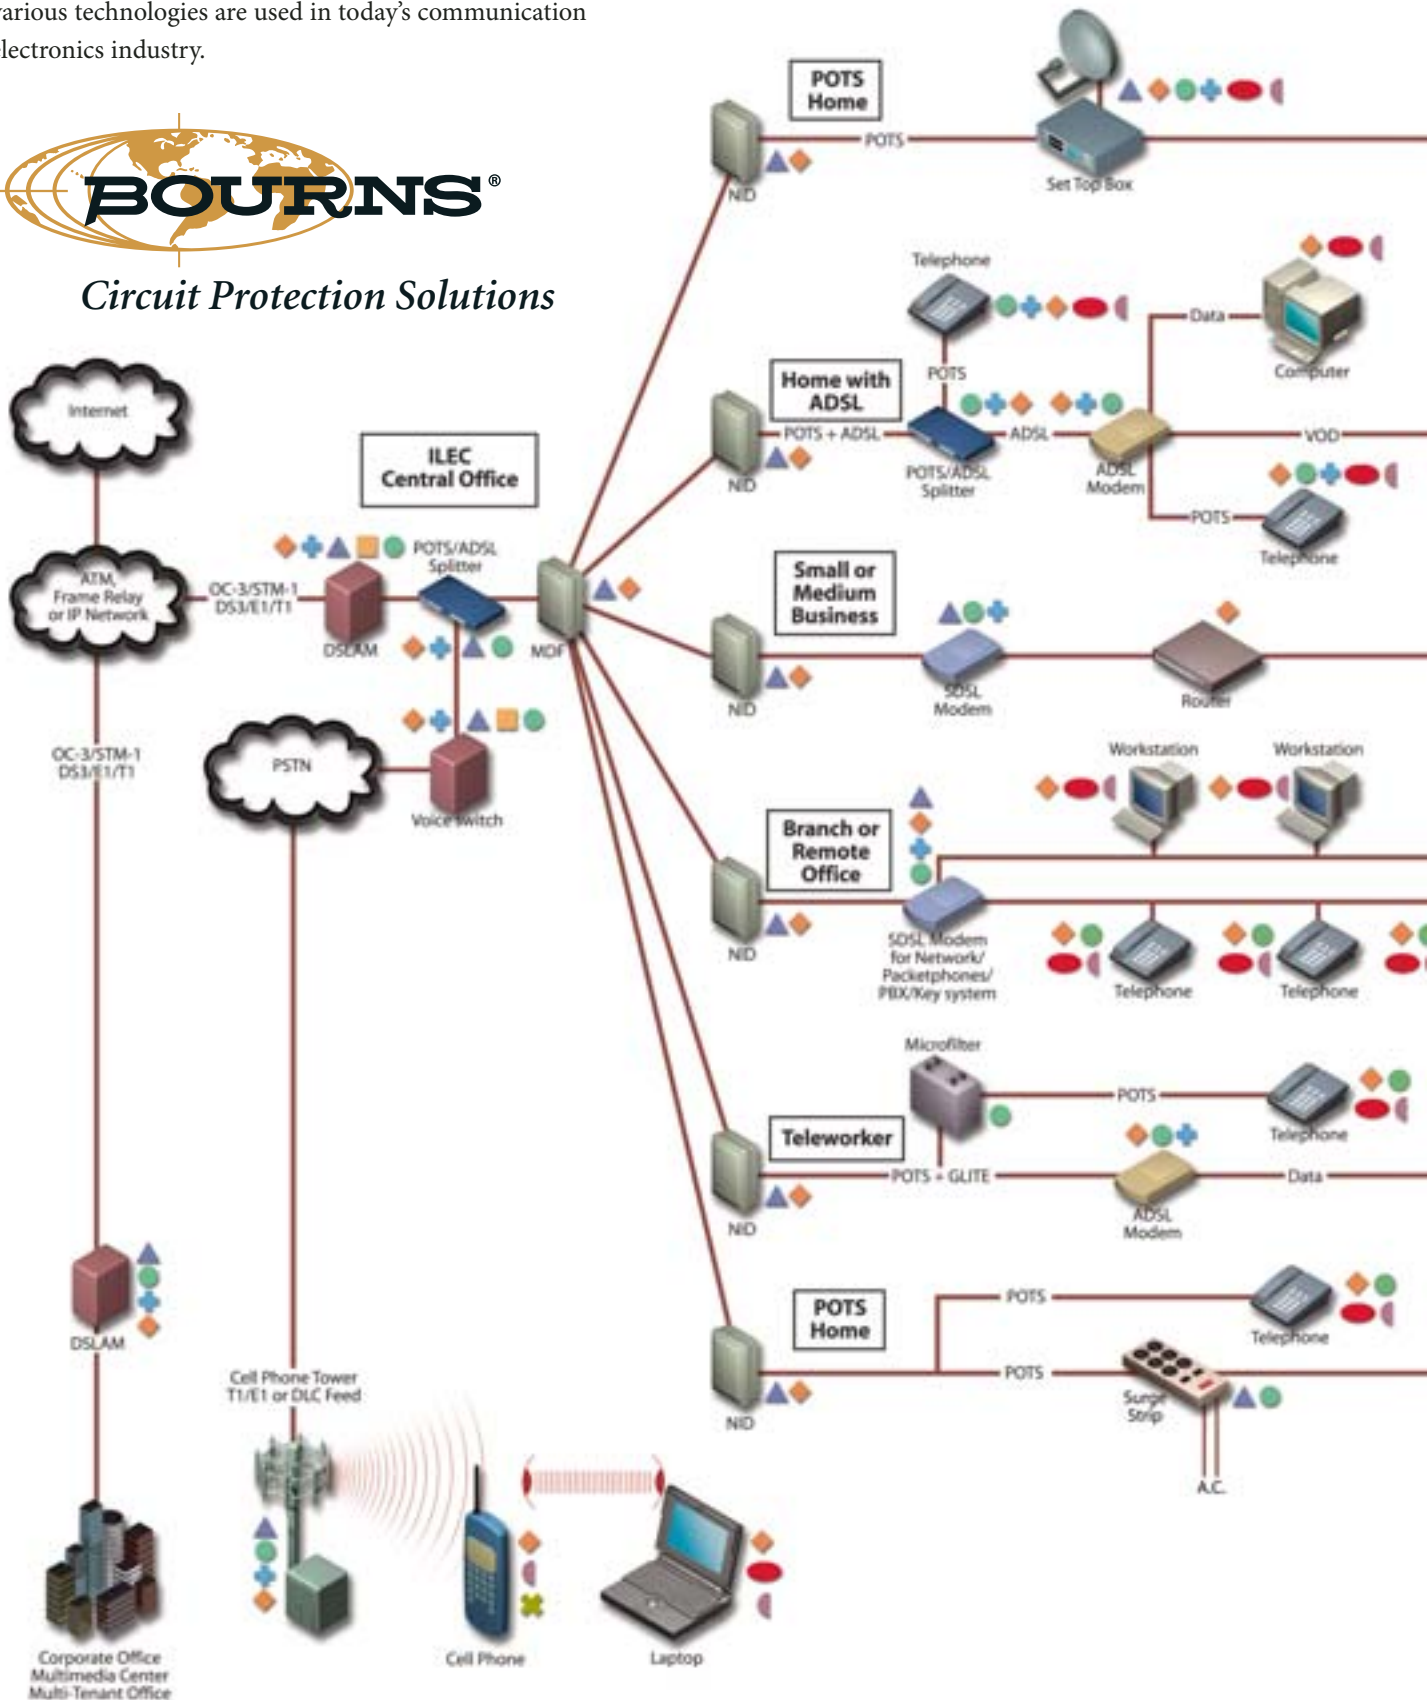 various technologies are used in today's communication
electronics industry.
BOURNS®
Circuit Protection Solutions
Internet
ATM,
Frame Relay
or IP Network
OC-3/STM-1
DS3/E1/T1
OC-3/STM-1
DS3/E1/T1
ILEC
Central Office
POTS/ADSL
Splitter
DSLAM
MDF
PSTN
Voice switch
DSLAM
Corporate Office
Multimedia Center
Multi-Tenant Office
Cell Phone Tower
T1/E1 or DLC Feed
Cell Phone
Laptop
POTS
Home
NID
POTS
Set Top Box
Home with
ADSL
NID
POTS + ADSL
Telephone
POTS
POTS/ADSL
Splitter
ADSL
ADSL
Modem
Data
Computer
VOD
POTS
Telephone
Small or
Medium
Business
NID
SDSL
Modem
Router
Branch or
Remote
Office
NID
SDSL Modem
for Network/
Packetphones/
PBX/Key system
Workstation
Workstation
Telephone
Telephone
Teleworker
NID
Microfilter
POTS
Telephone
POTS + GLITE
ADSL
Modem
Data
POTS
Home
NID
POTS
Telephone
POTS
Surge
Strip
A.C.